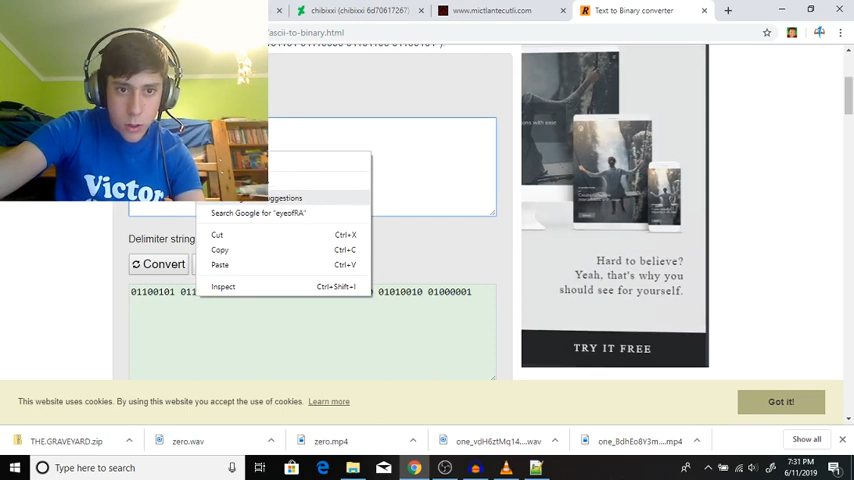 chibixxi (chibixxi 6d70617267)
www.mictlantecutli.com
Text to Binary converter
/ascii-to-binary.html
Search Google for "eyeofRA"
Cut Ctrl+X
Copy Ctrl+C
Paste Ctrl+V
Inspect Ctrl+Shift+I
Delimiter string
Convert
01100101 01 01010010 01000001
Victor
Hard to believe?
Yeah, that's why you
should see for yourself.
TRY IT FREE
This website uses cookies. By using this website you accept the use of cookies. Learn more
Got it!
THE.GRAVEYARD.zip
zero.wav
zero.mp4
one_vdH6ztMq14....wav
one_8dhEo8Y3m....mp4
Show all
Type here to search
7:31 PM
6/11/2019